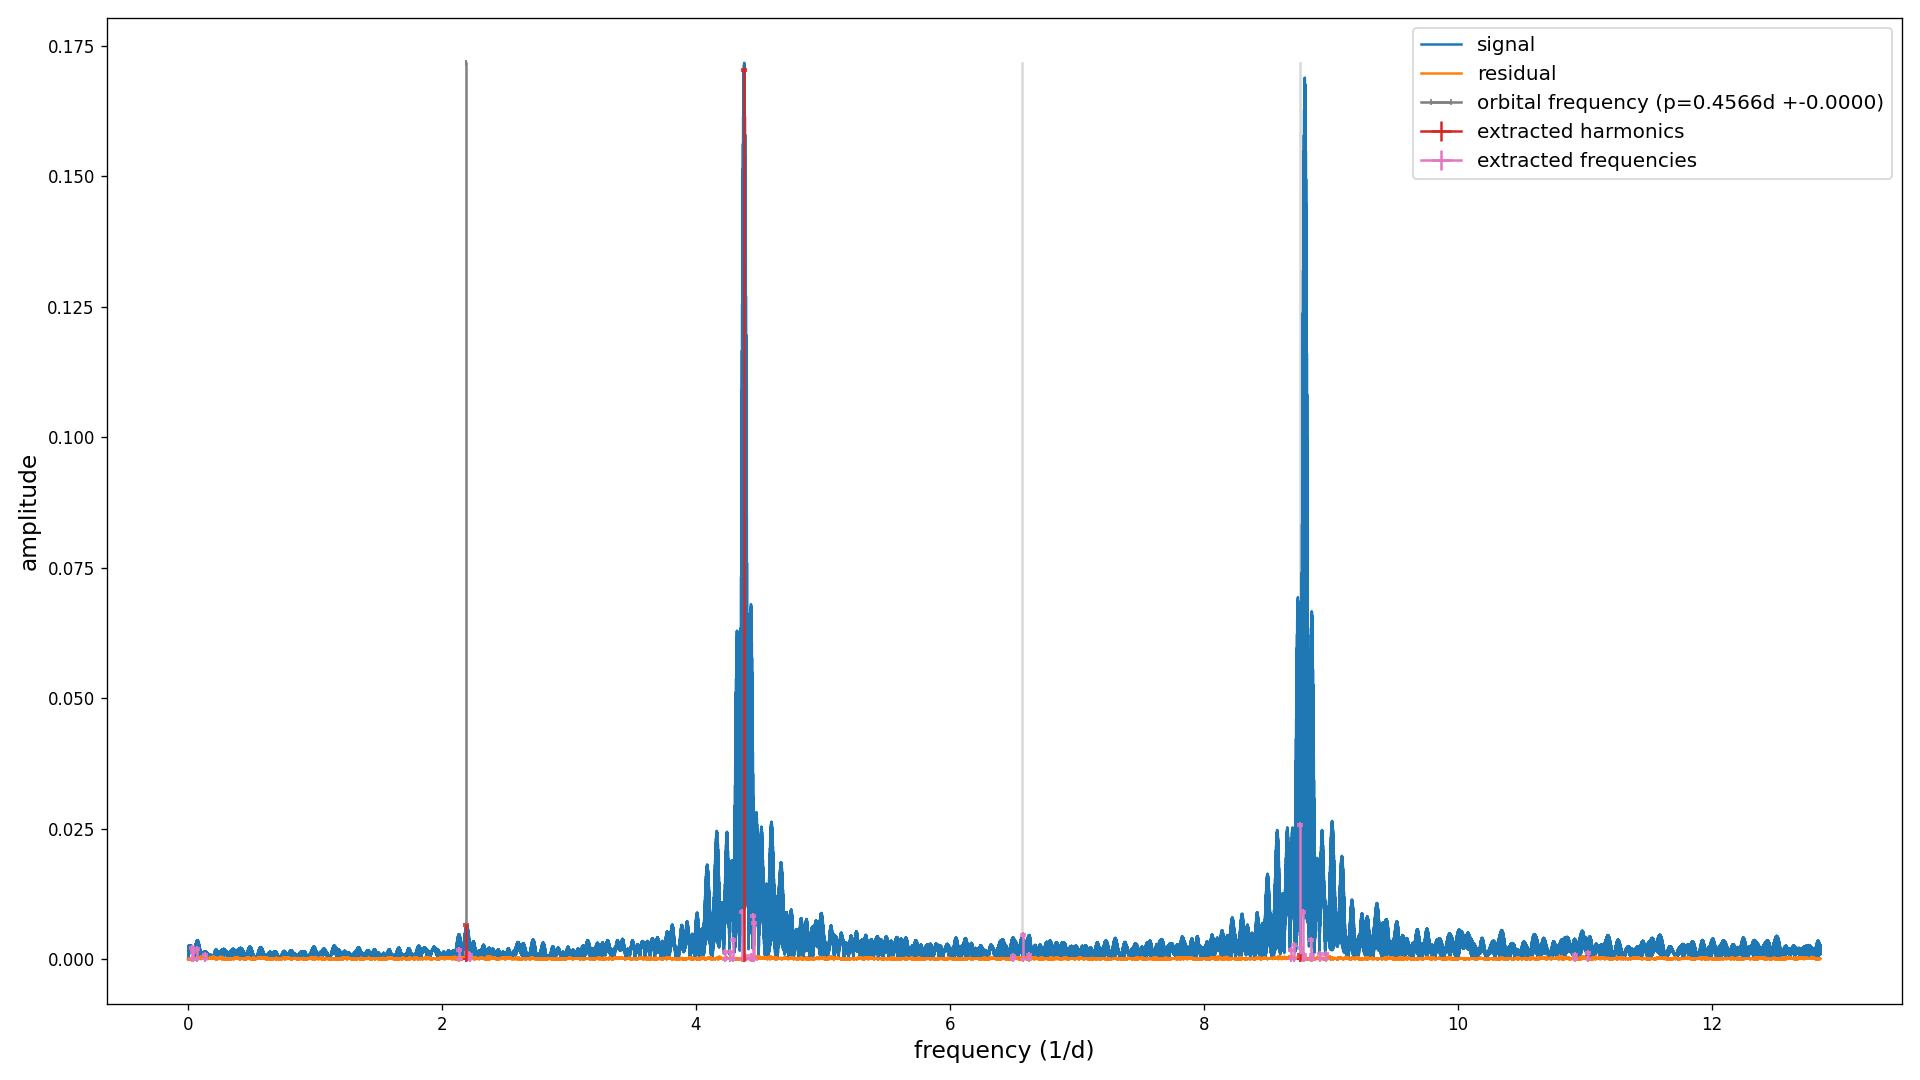 signal
residual
orbital frequency (p=0.4566d +-0.0000)
extracted harmonics
extracted frequencies
0.175
0.150
0.125
0.100
0.075
0.050
0.025
0.000
amplitude
0 2 4 6 8 10 12
frequency (1/d)